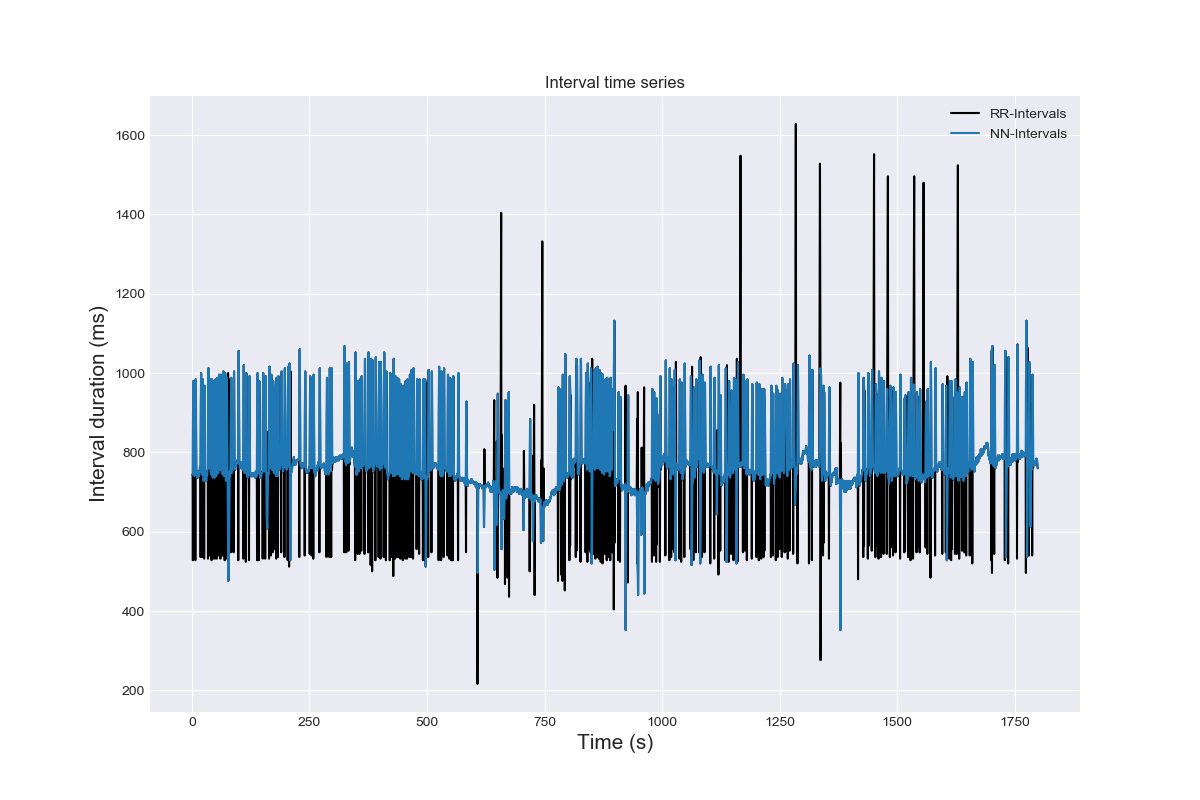 Interval time series
RR-Intervals
NN-Intervals
1600
1400
1200
1000
800
600
400
200
Interval duration (ms)
0 250 500 750 1000 1250 1500 1750
Time (s)